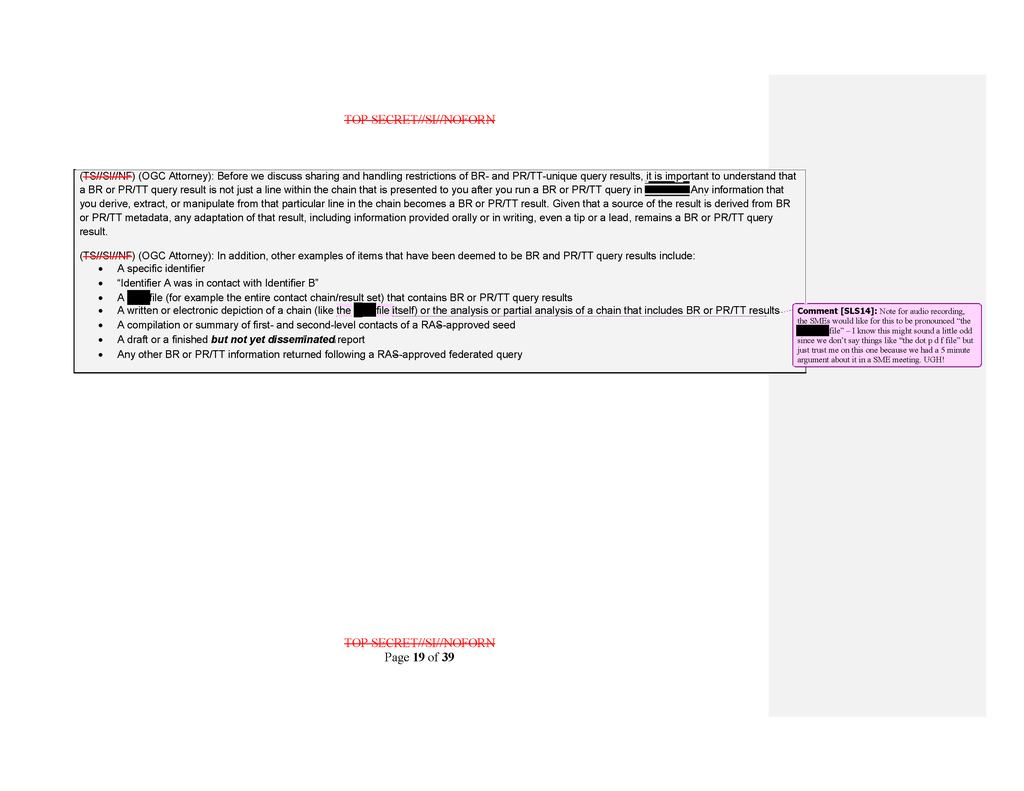 TOP SECRET//SI//NOFORN
(TS//SI//NF) (OGC Attorney): Before we discuss sharing and handling restrictions of BR- and PR/TT-unique query results, it is important to understand that
a BR or PR/TT query result is not just a line within the chain that is presented to you after you run a BR or PR/TT query in Any information that
you derive, extract, or manipulate from that particular line in the chain becomes a BR or PR/TT result. Given that a source of the result is derived from BR
or PR/TT metadata, any adaptation of that result, including information provided orally or in writing, even a tip or a lead, remains a BR or PR/TT query
result.
(TS//SI//NF) (OGC Attorney): In addition, other examples of items that have been deemed to be BR and PR/TT query results include:
• A specific identifier
• “Identifier A was in contact with Identifier B”
• A file (for example the entire contact chain/result set) that contains BR or PR/TT query results
• A written or electronic depiction of a chain (like the file itself) or the analysis or partial analysis of a chain that includes BR or PR/TT results
• A compilation or summary of first- and second-level contacts of a RAS-approved seed
• A draft or a finished but not yet disseminated report
• Any other BR or PR/TT information returned following a RAS-approved federated query
Comment [SLS14]: Note for audio recording,
the SMEs would like for this to be pronounced “the
file” – I know this might sound a little odd
since we don’t say things like “the dot p d f file” but
just trust me on this one because we had a 5 minute
argument about it in a SME meeting. UGH!
TOP SECRET//SI//NOFORN
Page 19 of 39